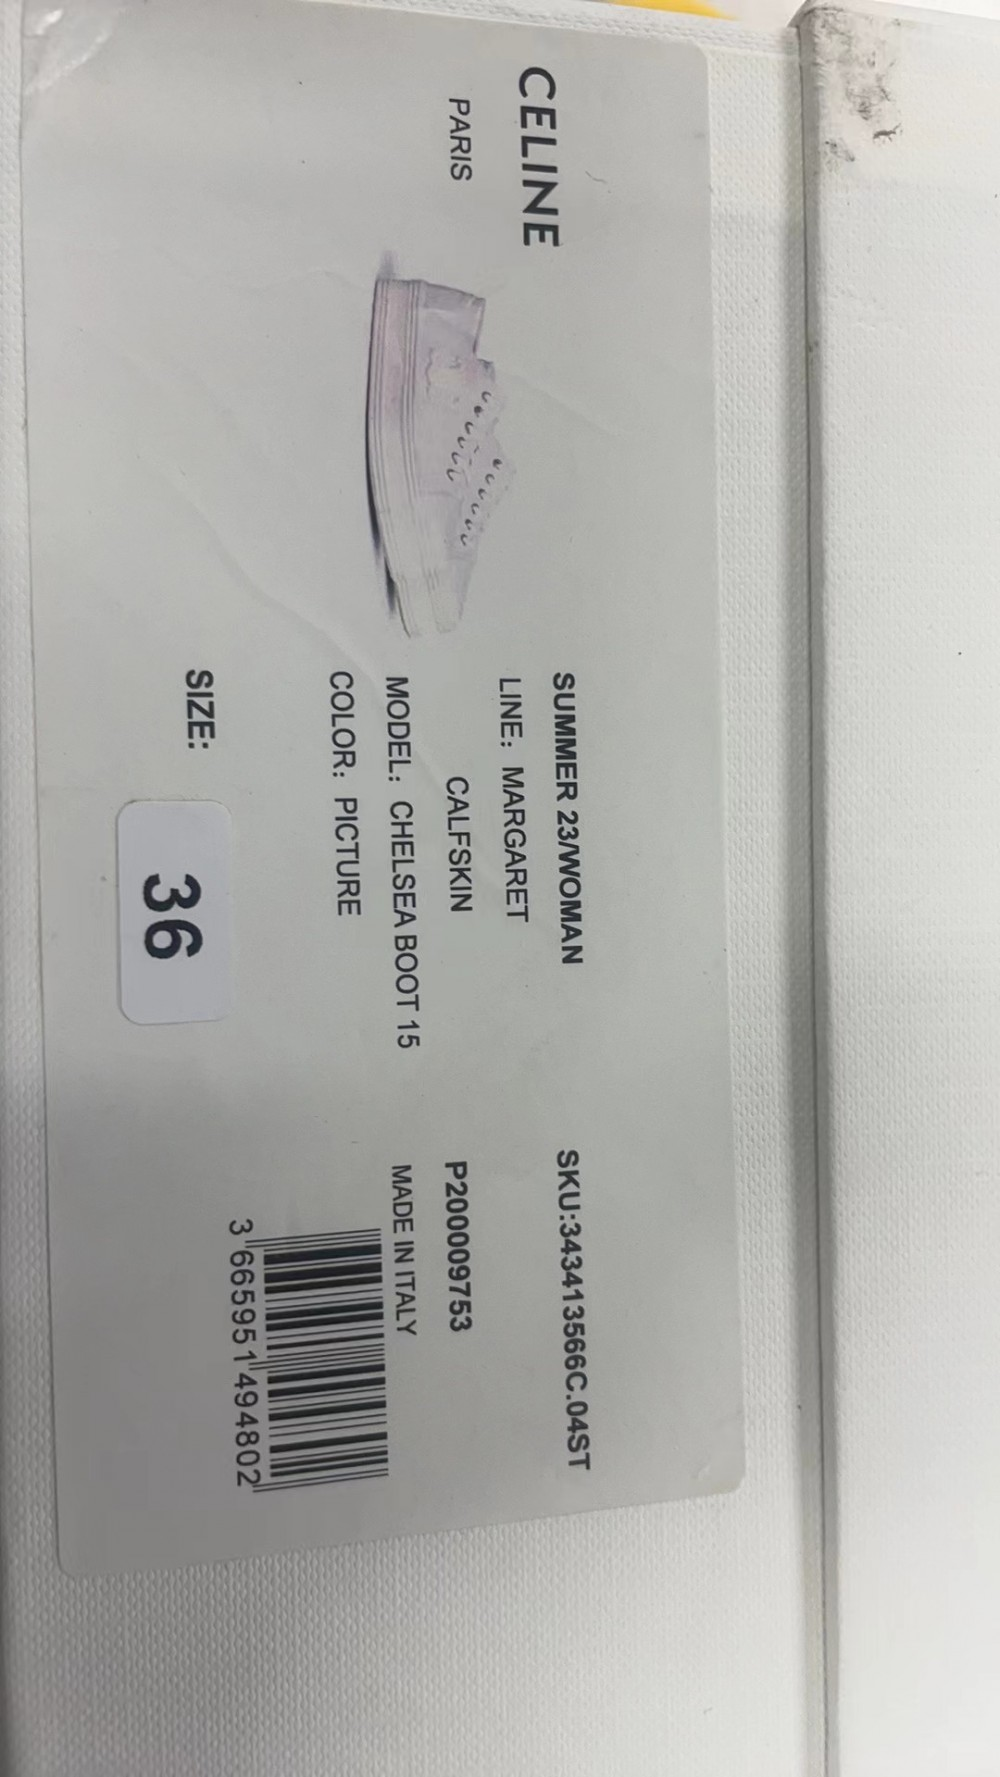 CELINE
PARIS
SUMMER 23/WOMAN
LINE: MARGARET
CALFSKIN
MODEL: CHELSEA BOOT 15
COLOR: PICTURE
SIZE: 36
SKU:343413566C.04ST
P200009753
MADE IN ITALY
3 665951 494802